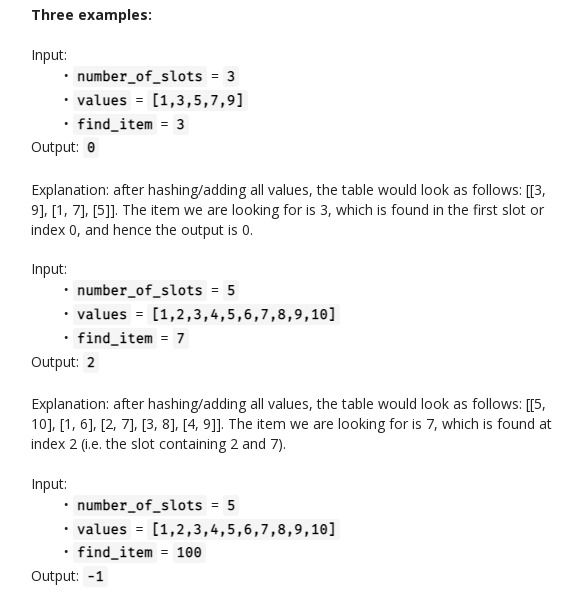 Three examples:
Input:
• number_of_slots = 3
• values = [1,3,5,7,9]
• find_item = 3
Output: 0
Explanation: after hashing/adding all values, the table would look as follows: [[3,
9], [1, 7], [5]]. The item we are looking for is 3, which is found in the first slot or
index 0, and hence the output is 0.
Input:
• number_of_slots = 5
• values = [1,2,3,4,5,6,7,8,9,10]
• find_item = 7
Output: 2
Explanation: after hashing/adding all values, the table would look as follows: [[5,
10], [1, 6], [2, 7], [3, 8], [4, 9]]. The item we are looking for is 7, which is found at
index 2 (i.e. the slot containing 2 and 7).
Input:
• number_of_slots = 5
• values = [1,2,3,4,5,6,7,8,9,10]
• find_item = 100
Output: -1